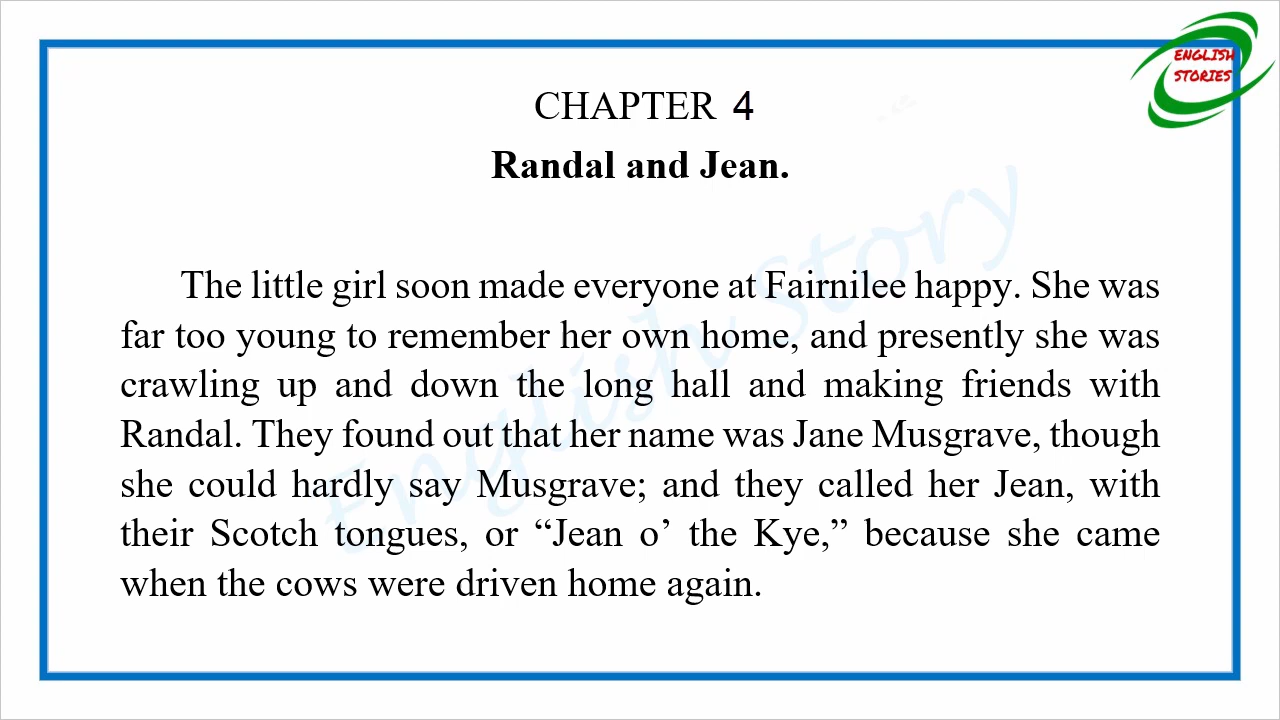 ENGLISH
STORIES
CHAPTER 4
Randal and Jean.
The little girl soon made everyone at Fairnilee happy. She was
far too young to remember her own home, and presently she was
crawling up and down the long hall and making friends with
Randal. They found out that her name was Jane Musgrave, though
she could hardly say Musgrave; and they called her Jean, with
their Scotch tongues, or “Jean o’ the Kye,” because she came
when the cows were driven home again.
English Story